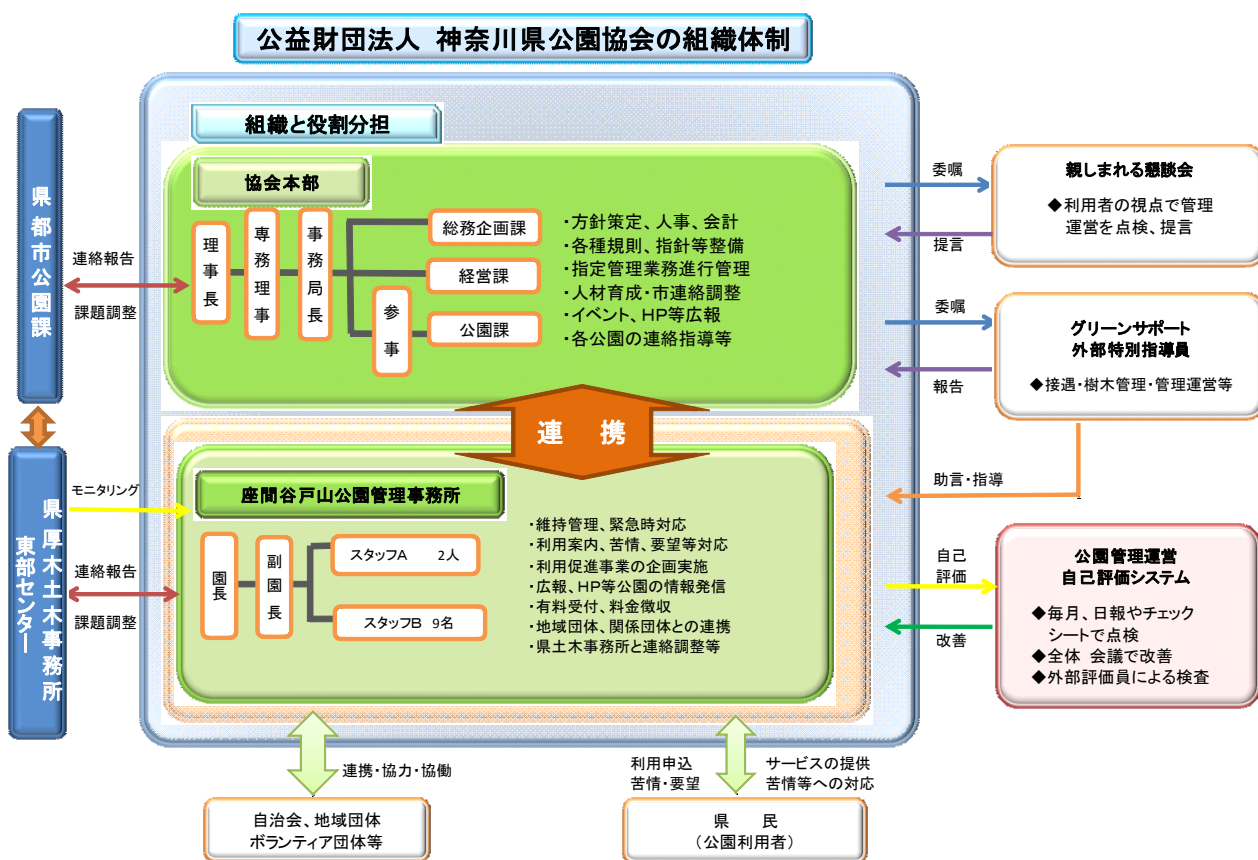 公益財団法人 神奈川県公園協会の組織体制
組織と役割分担
協会本部
理事長
専務理事
事務局長
参事
総務企画課
経営課
公園課
・方針策定、人事、会計
・各種規則、指針等整備
・指定管理業務進行管理
・人材育成・市連絡調整
・イベント、HP等広報
・各公園の連絡指導等
県都市公園課
連絡報告
課題調整
連 携
座間谷戸山公園管理事務所
園長
副園長
スタッフA 2人
スタッフB 9名
・維持管理、緊急時対応
・利用案内、苦情、要望等対応
・利用促進事業の企画実施
・広報、HP等公園の情報発信
・有料受付、料金徴収
・地域団体、関係団体との連携
・県土木事務所と連絡調整等
県厚木土木事務所
東部センター
モニタリング
連絡報告
課題調整
委嘱
提言
親しまれる懇談会
◆利用者の視点で管理
運営を点検、提言
委嘱
報告
グリーンサポート
外部特別指導員
◆接遇・樹木管理・管理運営等
助言・指導
自己
評価
改善
公園管理運営
自己評価システム
◆毎月、日報やチェック
シートで点検
◆全体 会議で改善
◆外部評価員による検査
連携・協力・協働
自治会、地域団体
ボランティア団体等
利用申込
苦情・要望
サービスの提供
苦情等への対応
県 民
(公園利用者)